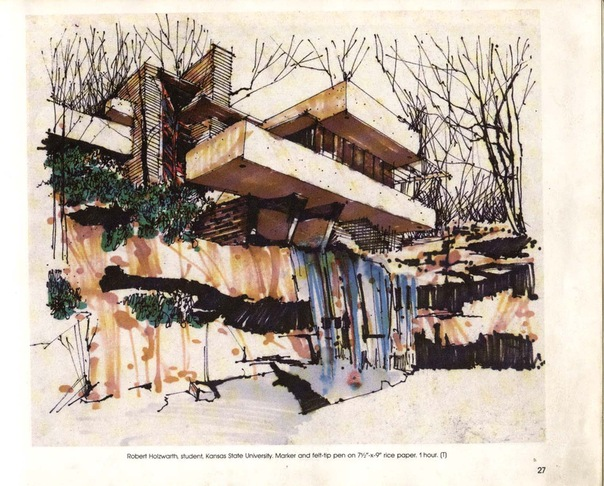 Robert Holzwarth, student, Kansas State University. Marker and felt-tip pen on 7½"-x-9" rice paper. 1 hour. (T)
27